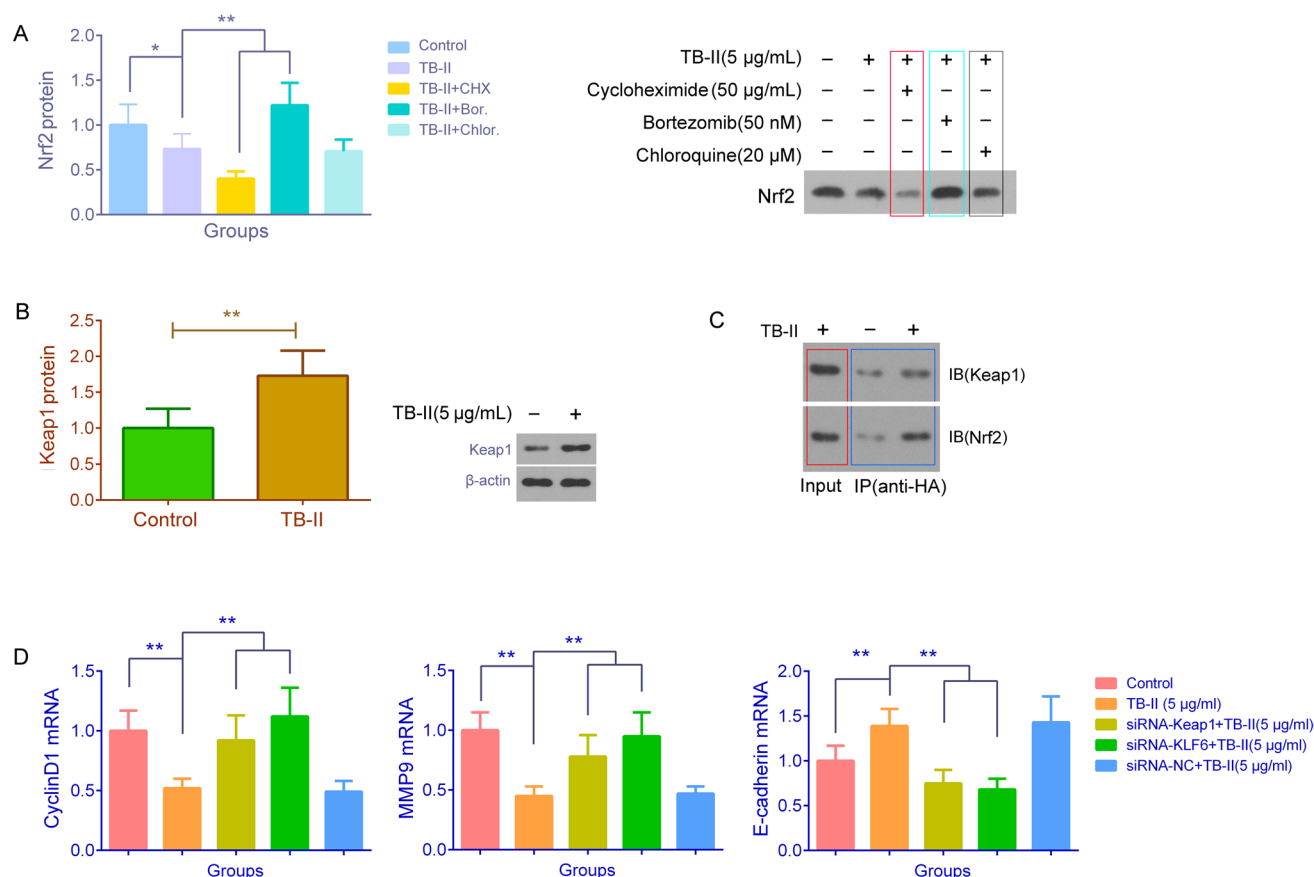 A
Nrf2 protein
2.0
1.5
1.0
0.5
0.0
*
**
Groups
Control
TB-II
TB-II+CHX
TB-II+Bor.
TB-II+Chlor.
TB-II(5 μg/mL) – + + + +
Cycloheximide(50 μg/mL) – – + – –
Bortezomib(50 nM) – – – + –
Chloroquine(20 μM) – – – – +
Nrf2
B
Keap1 protein
2.5
2.0
1.5
1.0
0.5
0.0
**
Control TB-II
TB-II(5 μg/mL) – +
Keap1
β-actin
C
TB-II + – +
IB(Keap1)
IB(Nrf2)
Input IP(anti-HA)
D
CyclinD1 mRNA
1.5
1.0
0.5
0.0
**
**
Groups
MMP9 mRNA
1.5
1.0
0.5
0.0
**
**
Groups
E-cadherin mRNA
2.0
1.5
1.0
0.5
0.0
**
**
Groups
Control
TB-II (5 μg/ml)
siRNA-Keap1+TB-II(5 μg/ml)
siRNA-KLF6+TB-II(5 μg/ml)
siRNA-NC+TB-II(5 μg/ml)